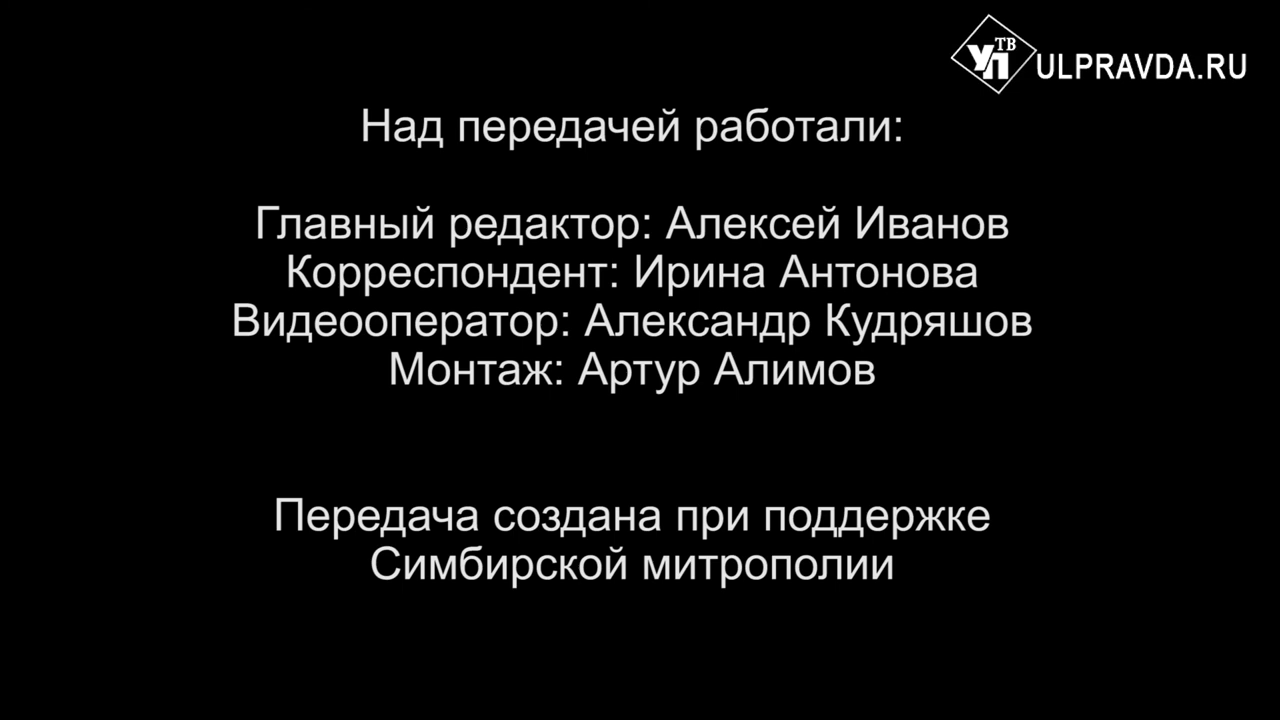 УП ТВ ULPRAVDA.RU
Над передачей работали:
Главный редактор: Алексей Иванов
Корреспондент: Ирина Антонова
Видеооператор: Александр Кудряшов
Монтаж: Артур Алимов
Передача создана при поддержке
Симбирской митрополии